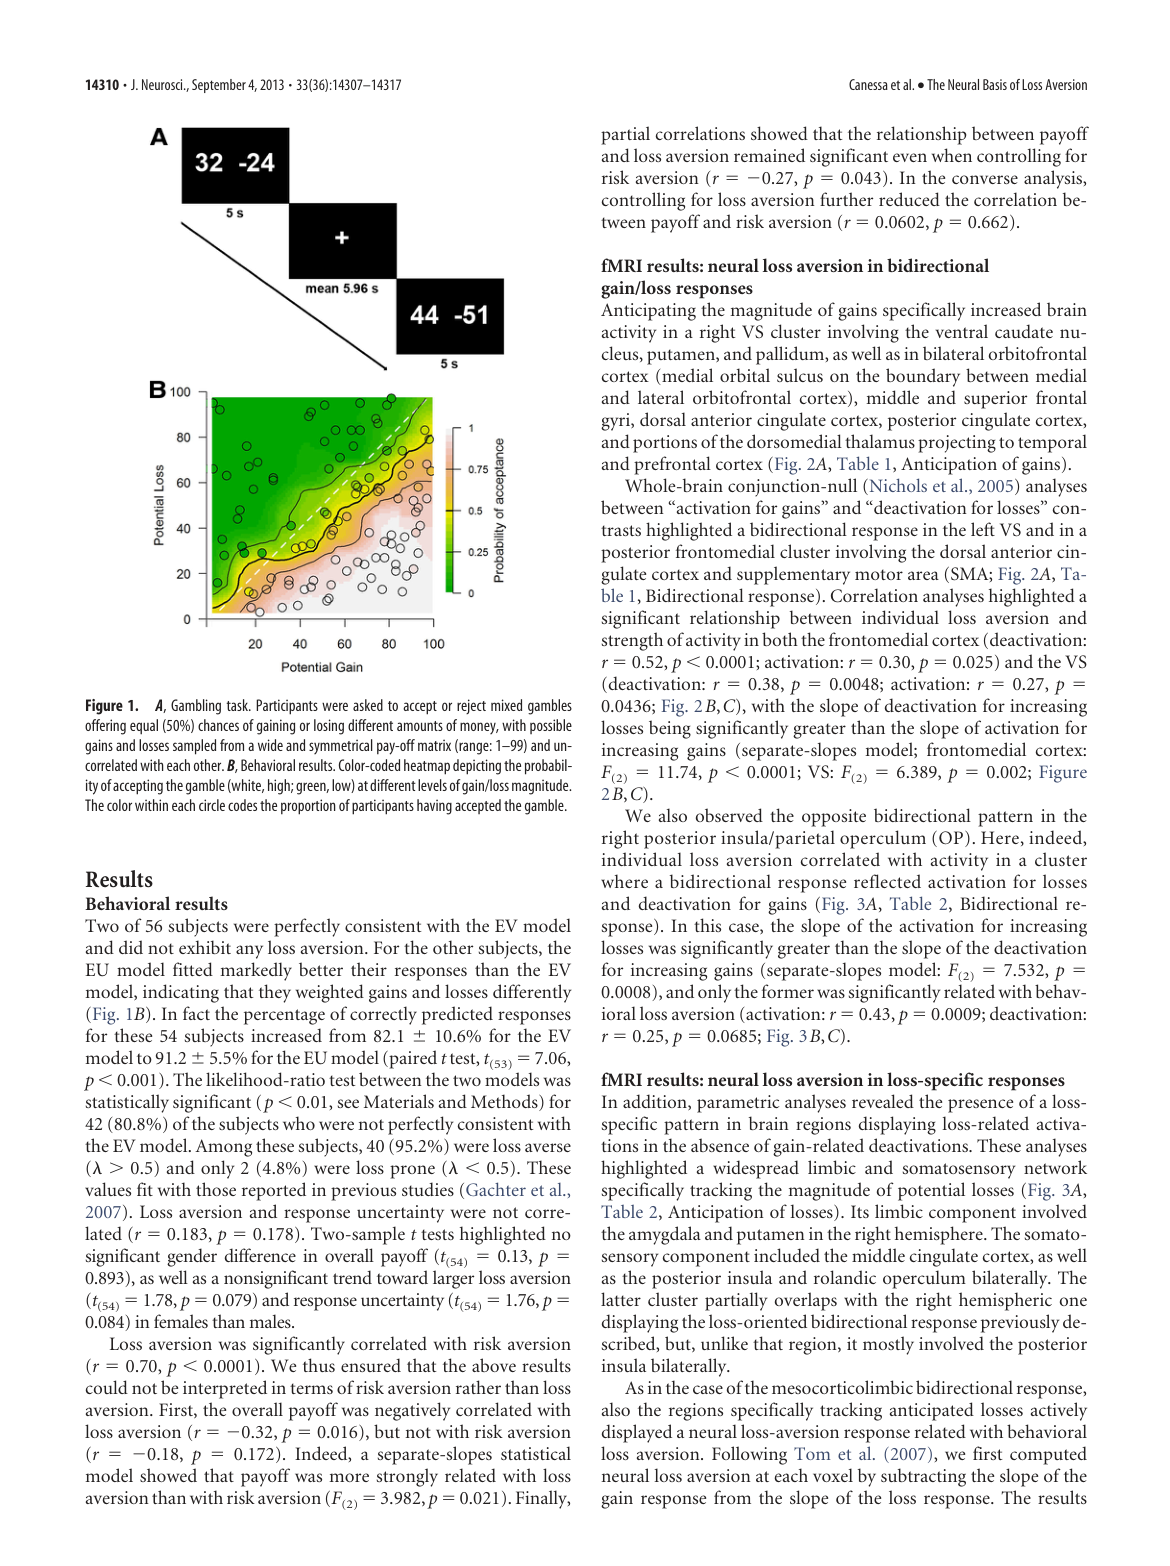 14310 • J. Neurosci., September 4, 2013 • 33(36):14307–14317
Canessa et al. • The Neural Basis of Loss Aversion
A
32 -24
5 s
+
mean 5.96 s
44 -51
5 s
B
100
80
60
40
20
0
Potential Loss
20 40 60 80 100
Potential Gain
1
0.75
0.5
0.25
0
Probability of acceptance
Figure 1. A, Gambling task. Participants were asked to accept or reject mixed gambles
offering equal (50%) chances of gaining or losing different amounts of money, with possible
gains and losses sampled from a wide and symmetrical pay-off matrix (range: 1–99) and un-
correlated with each other. B, Behavioral results. Color-coded heatmap depicting the probabil-
ity of accepting the gamble (white, high; green, low) at different levels of gain/loss magnitude.
The color within each circle codes the proportion of participants having accepted the gamble.
Results
Behavioral results
Two of 56 subjects were perfectly consistent with the EV model
and did not exhibit any loss aversion. For the other subjects, the
EU model fitted markedly better their responses than the EV
model, indicating that they weighted gains and losses differently
(Fig. 1B). In fact the percentage of correctly predicted responses
for these 54 subjects increased from 82.1 ± 10.6% for the EV
model to 91.2 ± 5.5% for the EU model (paired t test, t(53) = 7.06,
p < 0.001). The likelihood-ratio test between the two models was
statistically significant (p < 0.01, see Materials and Methods) for
42 (80.8%) of the subjects who were not perfectly consistent with
the EV model. Among these subjects, 40 (95.2%) were loss averse
(λ > 0.5) and only 2 (4.8%) were loss prone (λ < 0.5). These
values fit with those reported in previous studies (Gachter et al.,
2007). Loss aversion and response uncertainty were not corre-
lated (r = 0.183, p = 0.178). Two-sample t tests highlighted no
significant gender difference in overall payoff (t(54) = 0.13, p =
0.893), as well as a nonsignificant trend toward larger loss aversion
(t(54) = 1.78, p = 0.079) and response uncertainty (t(54) = 1.76, p =
0.084) in females than males.
Loss aversion was significantly correlated with risk aversion
(r = 0.70, p < 0.0001). We thus ensured that the above results
could not be interpreted in terms of risk aversion rather than loss
aversion. First, the overall payoff was negatively correlated with
loss aversion (r = −0.32, p = 0.016), but not with risk aversion
(r = −0.18, p = 0.172). Indeed, a separate-slopes statistical
model showed that payoff was more strongly related with loss
aversion than with risk aversion (F(2) = 3.982, p = 0.021). Finally,
partial correlations showed that the relationship between payoff
and loss aversion remained significant even when controlling for
risk aversion (r = −0.27, p = 0.043). In the converse analysis,
controlling for loss aversion further reduced the correlation be-
tween payoff and risk aversion (r = 0.0602, p = 0.662).
fMRI results: neural loss aversion in bidirectional
gain/loss responses
Anticipating the magnitude of gains specifically increased brain
activity in a right VS cluster involving the ventral caudate nu-
cleus, putamen, and pallidum, as well as in bilateral orbitofrontal
cortex (medial orbital sulcus on the boundary between medial
and lateral orbitofrontal cortex), middle and superior frontal
gyri, dorsal anterior cingulate cortex, posterior cingulate cortex,
and portions of the dorsomedial thalamus projecting to temporal
and prefrontal cortex (Fig. 2A, Table 1, Anticipation of gains).
Whole-brain conjunction-null (Nichols et al., 2005) analyses
between “activation for gains” and “deactivation for losses” con-
trasts highlighted a bidirectional response in the left VS and in a
posterior frontomedial cluster involving the dorsal anterior cin-
gulate cortex and supplementary motor area (SMA; Fig. 2A, Ta-
ble 1, Bidirectional response). Correlation analyses highlighted a
significant relationship between individual loss aversion and
strength of activity in both the frontomedial cortex (deactivation:
r = 0.52, p < 0.0001; activation: r = 0.30, p = 0.025) and the VS
(deactivation: r = 0.38, p = 0.0048; activation: r = 0.27, p =
0.0436; Fig. 2B,C), with the slope of deactivation for increasing
losses being significantly greater than the slope of activation for
increasing gains (separate-slopes model; frontomedial cortex:
F(2) = 11.74, p < 0.0001; VS: F(2) = 6.389, p = 0.002; Figure
2B,C).
We also observed the opposite bidirectional pattern in the
right posterior insula/parietal operculum (OP). Here, indeed,
individual loss aversion correlated with activity in a cluster
where a bidirectional response reflected activation for losses
and deactivation for gains (Fig. 3A, Table 2, Bidirectional re-
sponse). In this case, the slope of the activation for increasing
losses was significantly greater than the slope of the deactivation
for increasing gains (separate-slopes model: F(2) = 7.532, p =
0.0008), and only the former was significantly related with behav-
ioral loss aversion (activation: r = 0.43, p = 0.0009; deactivation:
r = 0.25, p = 0.0685; Fig. 3B,C).
fMRI results: neural loss aversion in loss-specific responses
In addition, parametric analyses revealed the presence of a loss-
specific pattern in brain regions displaying loss-related activa-
tions in the absence of gain-related deactivations. These analyses
highlighted a widespread limbic and somatosensory network
specifically tracking the magnitude of potential losses (Fig. 3A,
Table 2, Anticipation of losses). Its limbic component involved
the amygdala and putamen in the right hemisphere. The somato-
sensory component included the middle cingulate cortex, as well
as the posterior insula and rolandic operculum bilaterally. The
latter cluster partially overlaps with the right hemispheric one
displaying the loss-oriented bidirectional response previously de-
scribed, but, unlike that region, it mostly involved the posterior
insula bilaterally.
As in the case of the mesocorticolimbic bidirectional response,
also the regions specifically tracking anticipated losses actively
displayed a neural loss-aversion response related with behavioral
loss aversion. Following Tom et al. (2007), we first computed
neural loss aversion at each voxel by subtracting the slope of the
gain response from the slope of the loss response. The results